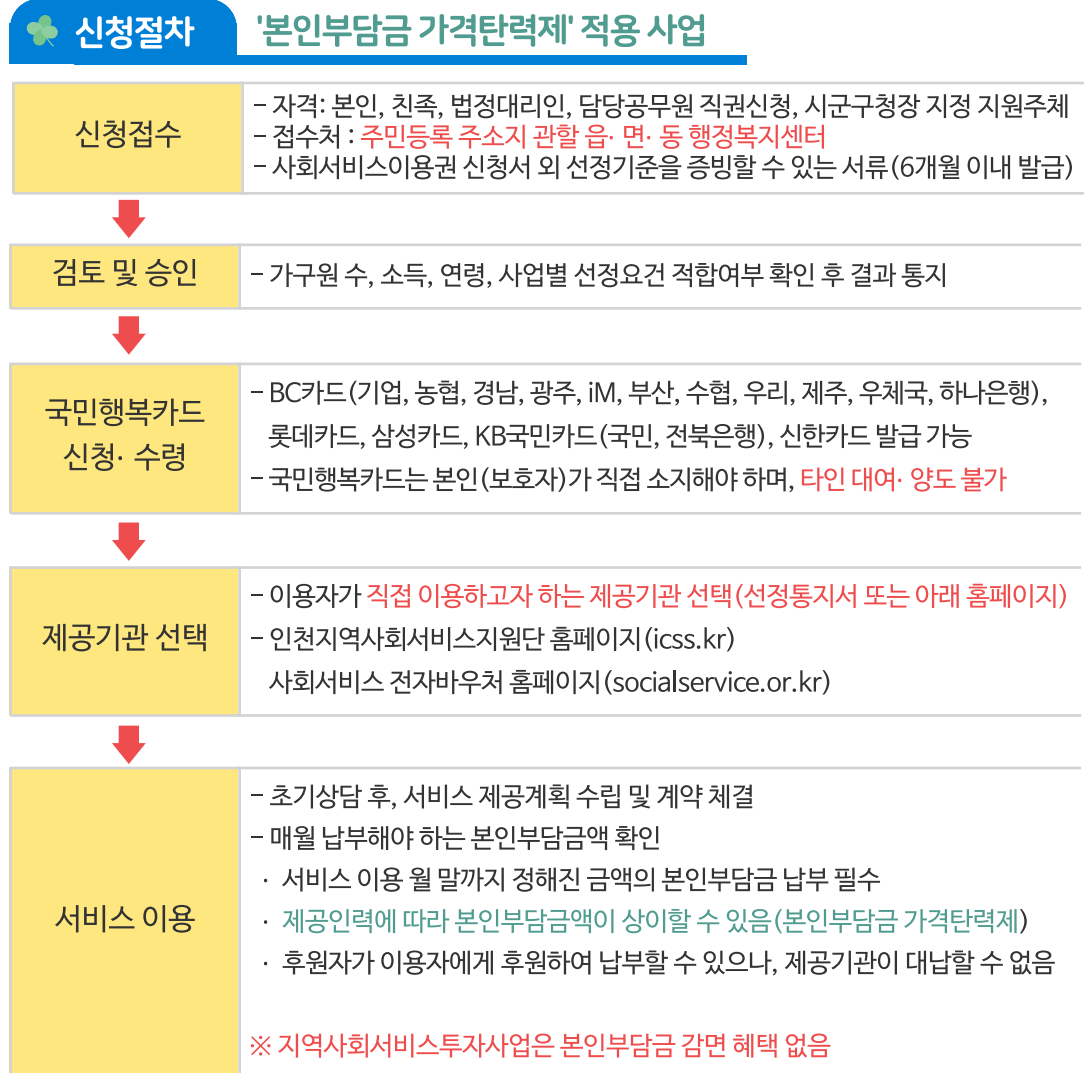 신청절차 '본인부담금 가격탄력제' 적용 사업
신청접수
- 자격: 본인, 친족, 법정대리인, 담당공무원 직권신청, 시군구청장 지정 지원주체
- 접수처 : 주민등록 주소지 관할 읍· 면· 동 행정복지센터
- 사회서비스이용권 신청서 외 선정기준을 증빙할 수 있는 서류(6개월 이내 발급)
검토 및 승인
- 가구원 수, 소득, 연령, 사업별 선정요건 적합여부 확인 후 결과 통지
국민행복카드
신청· 수령
- BC카드(기업, 농협, 경남, 광주, iM, 부산, 수협, 우리, 제주, 우체국, 하나은행),
롯데카드, 삼성카드, KB국민카드(국민, 전북은행), 신한카드 발급 가능
- 국민행복카드는 본인(보호자)가 직접 소지해야 하며, 타인 대여· 양도 불가
제공기관 선택
- 이용자가 직접 이용하고자 하는 제공기관 선택(선정통지서 또는 아래 홈페이지)
- 인천지역사회서비스지원단 홈페이지(icss.kr)
사회서비스 전자바우처 홈페이지(socialservice.or.kr)
서비스 이용
- 초기상담 후, 서비스 제공계획 수립 및 계약 체결
- 매월 납부해야 하는 본인부담금액 확인
· 서비스 이용 월 말까지 정해진 금액의 본인부담금 납부 필수
· 제공인력에 따라 본인부담금액이 상이할 수 있음(본인부담금 가격탄력제)
· 후원자가 이용자에게 후원하여 납부할 수 있으나, 제공기관이 대납할 수 없음
※ 지역사회서비스투자사업은 본인부담금 감면 혜택 없음